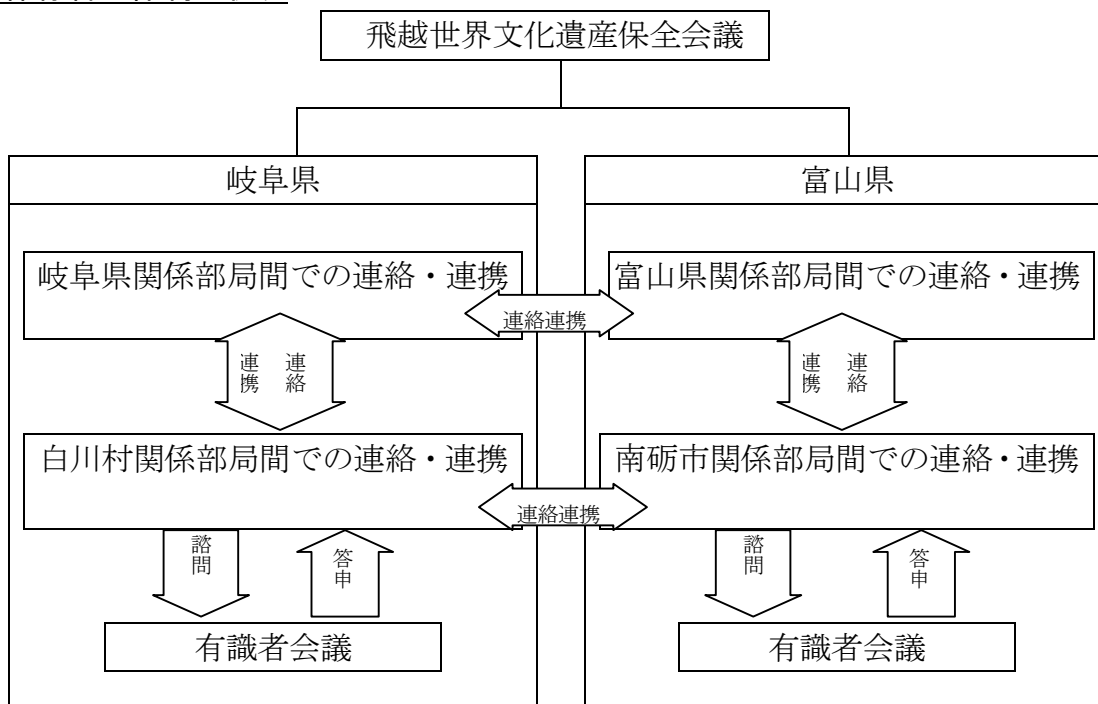 飛越世界文化遺産保全会議
岐阜県
富山県
岐阜県関係部局間での連絡・連携
連絡連携
富山県関係部局間での連絡・連携
連絡
連携
連絡
連携
白川村関係部局間での連絡・連携
連絡連携
南砺市関係部局間での連絡・連携
諮問
答申
諮問
答申
有識者会議
有識者会議